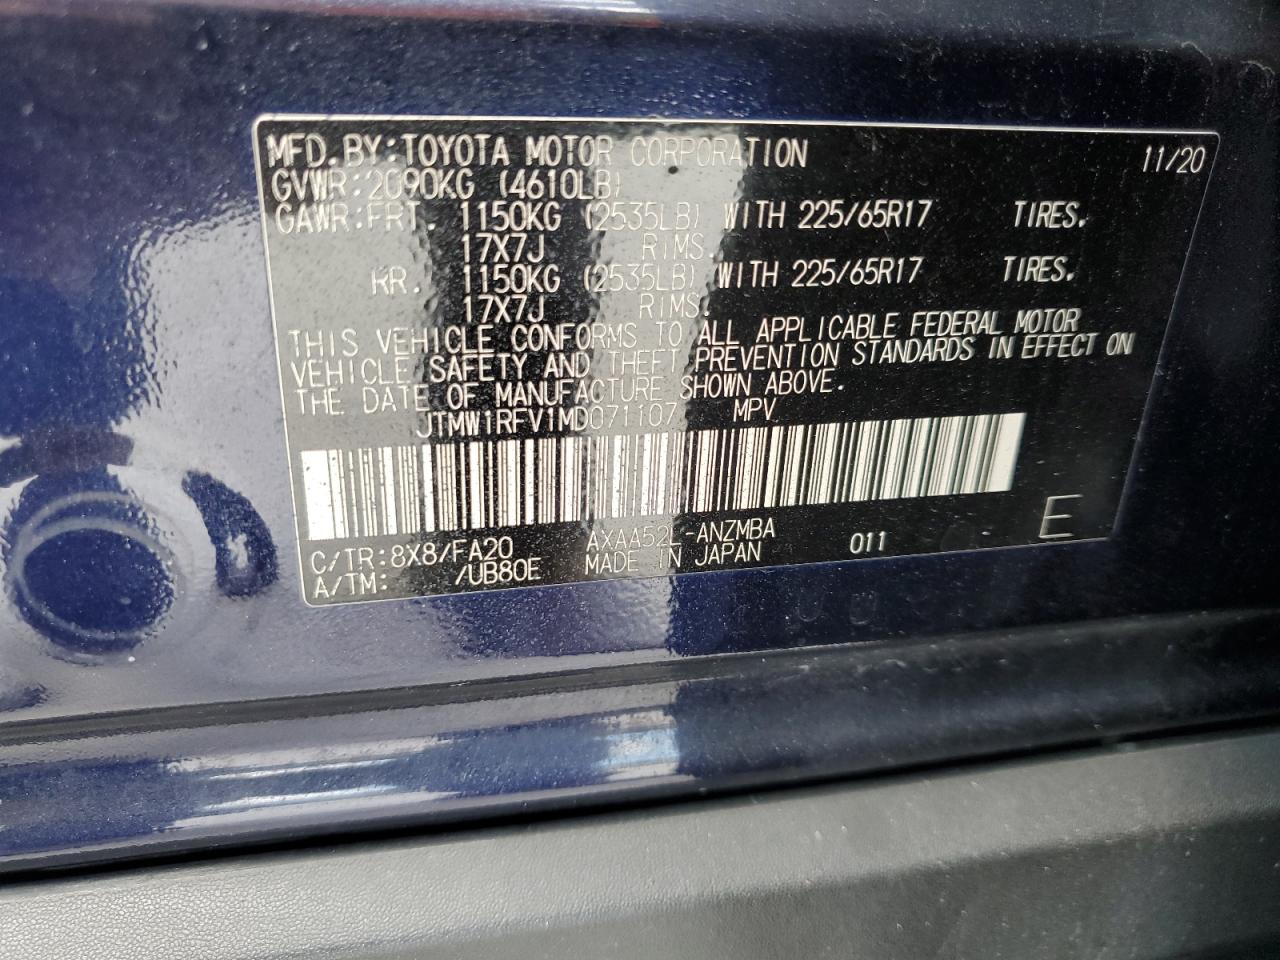 MFD. BY: TOYOTA MOTOR CORPORATION 11/20
GVWR: 2090KG (4610LB)
GAWR: FRT. 1150KG (2535LB) WITH 225/65R17 TIRES.
17X7J RIMS.
RR. 1150KG (2535LB) WITH 225/65R17 TIRES.
17X7J RIMS.
THIS VEHICLE CONFORMS TO ALL APPLICABLE FEDERAL MOTOR
VEHICLE SAFETY AND THEFT PREVENTION STANDARDS IN EFFECT ON
THE DATE OF MANUFACTURE SHOWN ABOVE.
JTMW1RFV1MD071107 MPV
C/TR: 8X8/FA20 AXAA52L-ANZMBA
A/TM: /UB80E MADE IN JAPAN 011 E